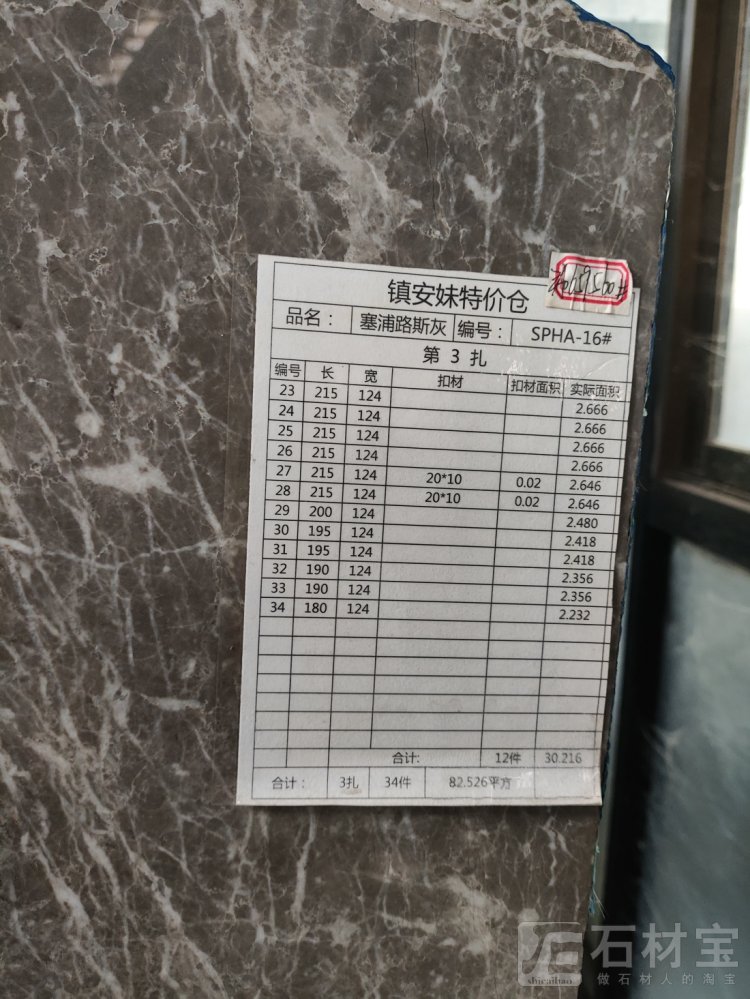 镇安妹特价仓
品名： 塞浦路斯灰 编号： SPHA-16#
第 3 扎
编号 长 宽 扣材 扣材面积 实际面积
23 215 124 2.666
24 215 124 2.666
25 215 124 2.666
26 215 124 2.666
27 215 124 20*10 0.02 2.646
28 215 124 20*10 0.02 2.646
29 200 124 2.480
30 195 124 2.418
31 195 124 2.418
32 190 124 2.356
33 190 124 2.356
34 180 124 2.232
合计: 12件 30.216
合计： 3扎 34件 82.526平方
石材宝
shicaibao 做石材人的淘宝